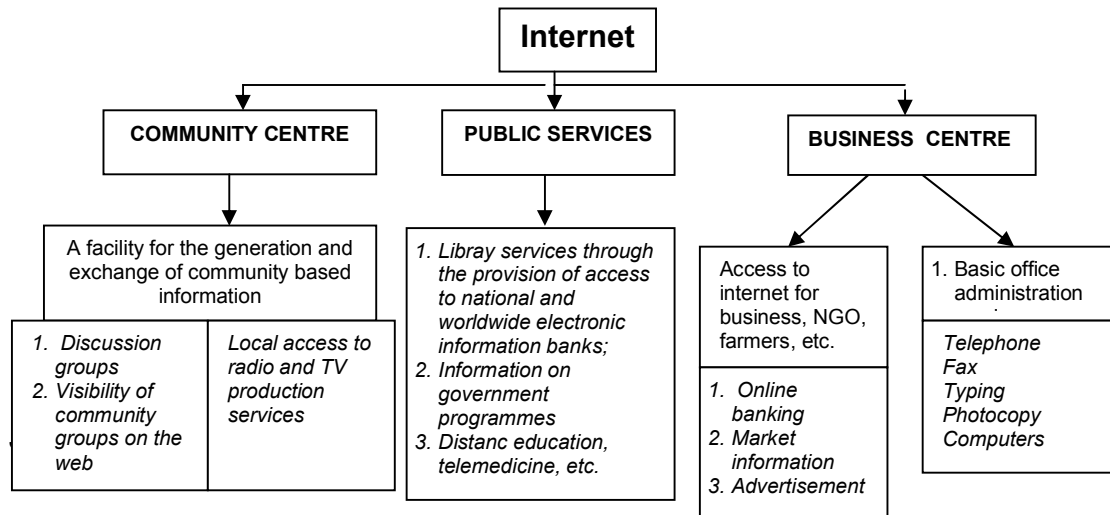 Internet
COMMUNITY CENTRE
PUBLIC SERVICES
BUSINESS CENTRE
A facility for the generation and
exchange of community based
information
1. Discussion
groups
2. Visibility of
community
groups on the
web
Local access to
radio and TV
production
services
1. Libray services through
the provision of access
to national and
worldwide electronic
information banks;
2. Information on
government
programmes
3. Distanc education,
telemedicine, etc.
Access to
internet for
business, NGO,
farmers, etc.
1. Online
banking
2. Market
information
3. Advertisement
1. Basic office
administration
.
Telephone
Fax
Typing
Photocopy
Computers